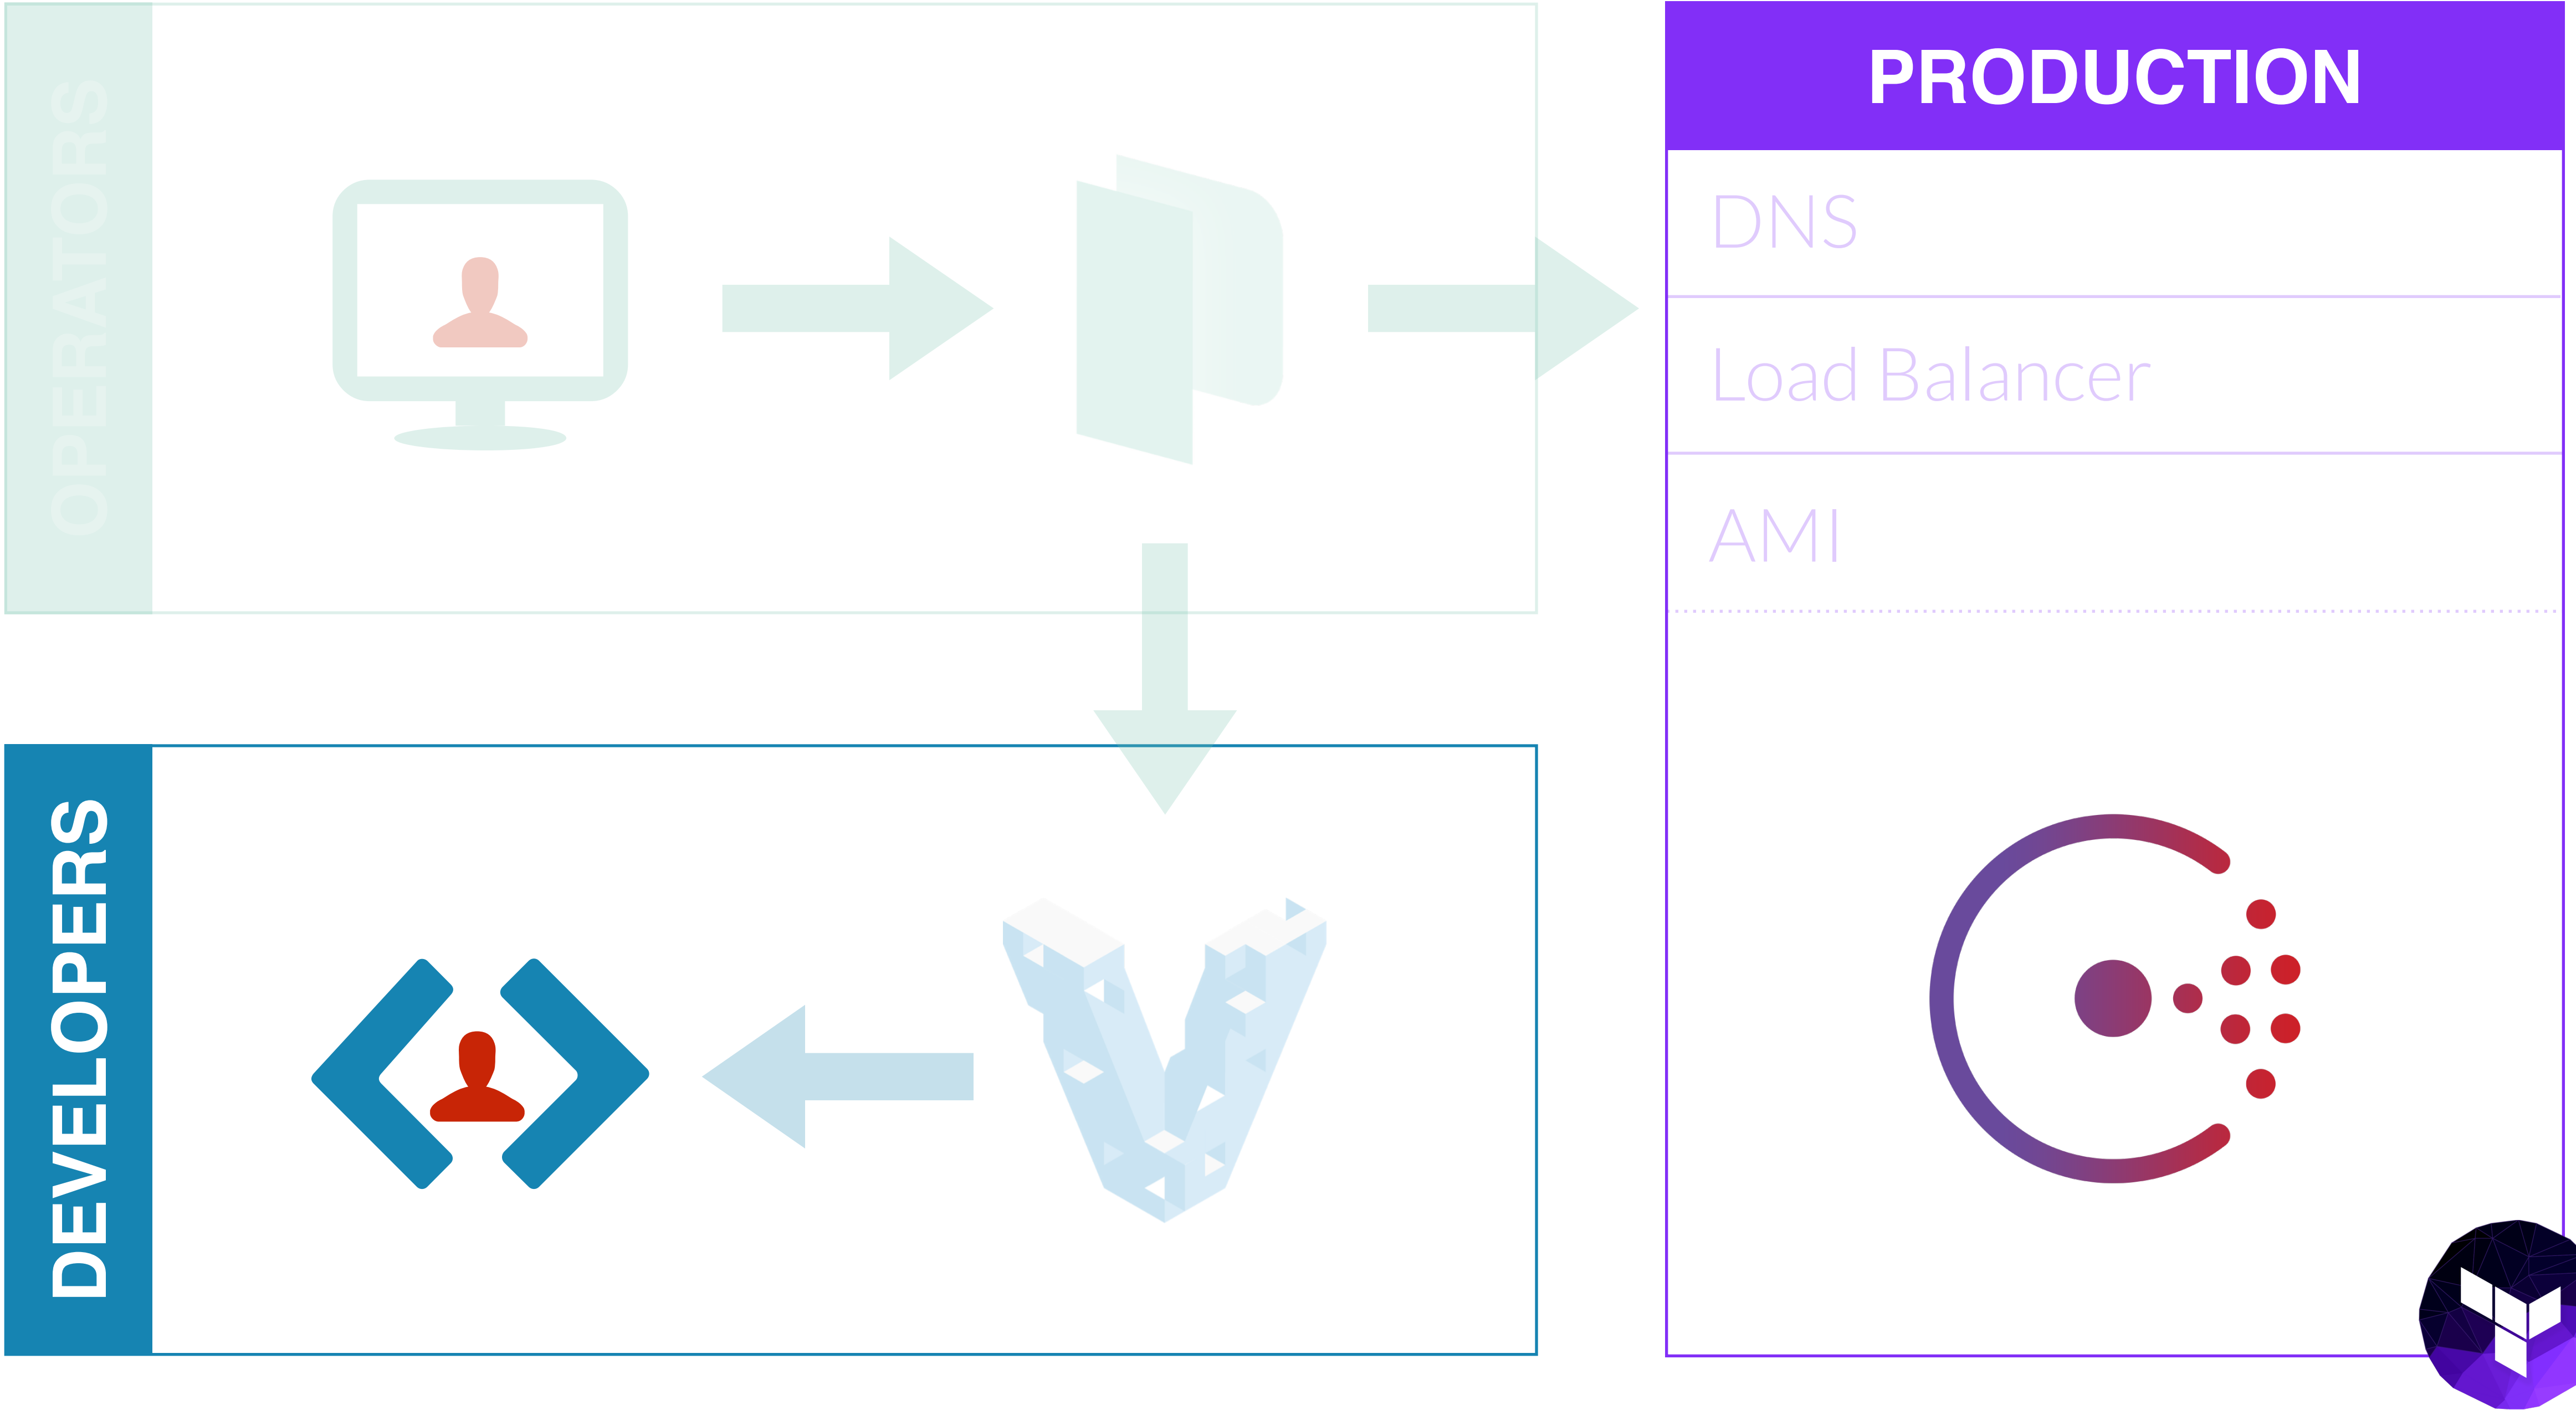 OPERATORS
DEVELOPERS
PRODUCTION
DNS
Load Balancer
AMI